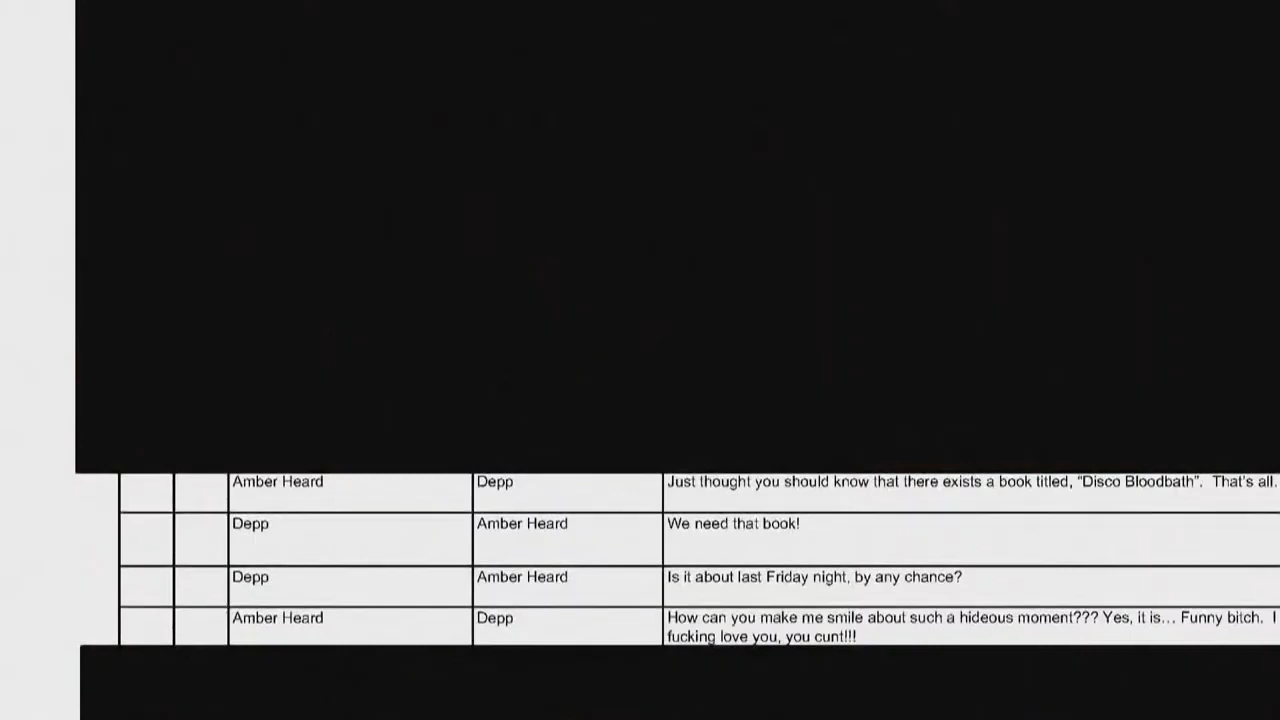 Amber Heard Depp Just thought you should know that there exists a book titled, “Disco Bloodbath”.  That’s all.
Depp Amber Heard We need that book!
Depp Amber Heard Is it about last Friday night, by any chance?
Amber Heard Depp How can you make me smile about such a hideous moment??? Yes, it is... Funny bitch.  I
fucking love you, you cunt!!!